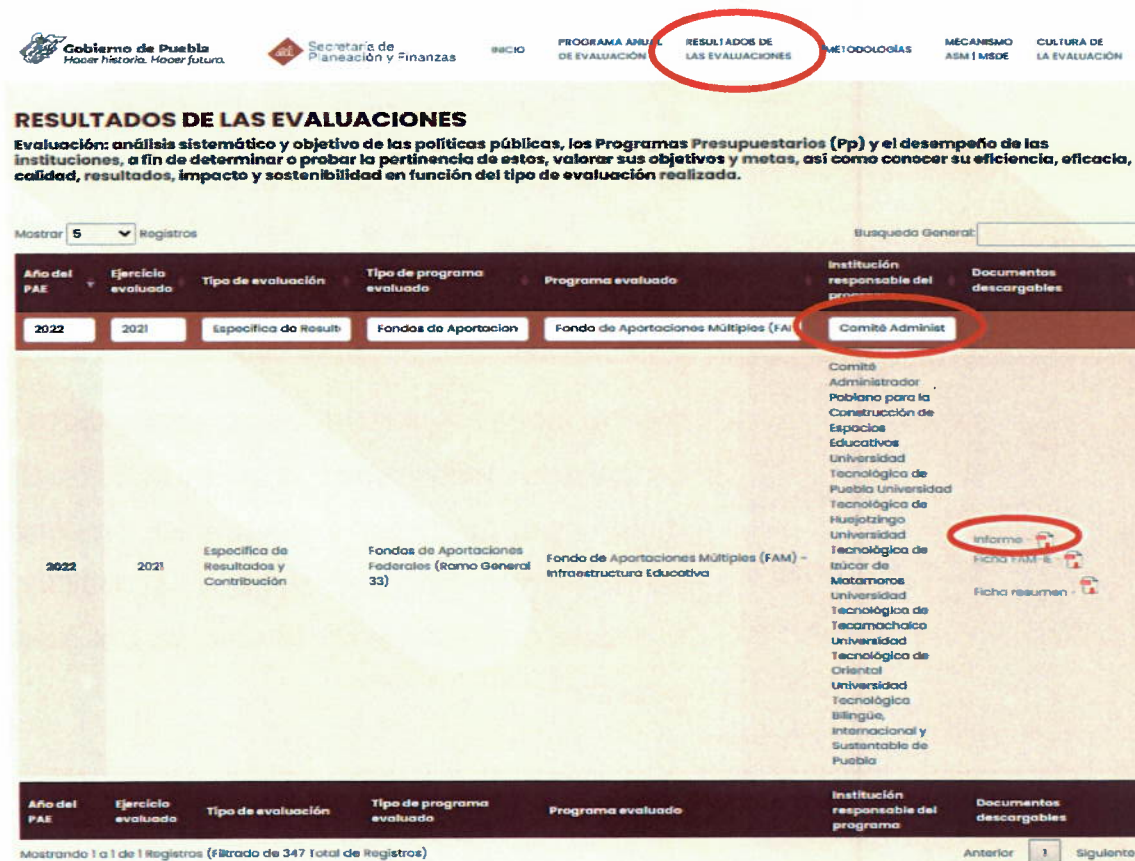 Gobierno de Puebla
Hacer historia. Hacer futuro.
Secretaría de
Planeación y Finanzas
INICIO
PROGRAMA ANUAL
DE EVALUACIÓN
RESULTADOS DE
LAS EVALUACIONES
METODOLOGÍAS
MECANISMO
ASM | MSDE
CULTURA DE
LA EVALUACIÓN
RESULTADOS DE LAS EVALUACIONES
Evaluación: análisis sistemático y objetivo de las políticas públicas, los Programas Presupuestarios (Pp) y el desempeño de las
instituciones, a fin de determinar o probar la pertinencia de estos, valorar sus objetivos y metas, así como conocer su eficiencia, eficacia,
calidad, resultados, impacto y sostenibilidad en función del tipo de evaluación realizada.
Mostrar 5 Registros
Busqueda General:
Año del
PAE
Ejercicio
evaluado
Tipo de evaluación
Tipo de programa
evaluado
Programa evaluado
Institución
responsable del
programa
Documentos
descargables
2022
2021
Específica de Resulta
Fondos de Aportacion
Fondo de Aportaciones Múltiples (FAM
Comité Administ
2022
2021
Específica de
Resultados y
Contribución
Fondos de Aportaciones
Federales (Ramo General
33)
Fondo de Aportaciones Múltiples (FAM) -
Infraestructura Educativa
Comité
Administrador
Poblano para la
Construcción de
Espacios
Educativos
Universidad
Tecnológica de
Puebla Universidad
Tecnológica de
Huejotzingo
Universidad
Tecnológica de
Izúcar de
Matamoros
Universidad
Tecnológica de
Tecamachalco
Universidad
Tecnológica de
Oriental
Universidad
Tecnológica
Bilingüe,
Internacional y
Sustentable de
Puebla
Informe -
Ficha FAM-IE -
Ficha resumen -
Año del
PAE
Ejercicio
evaluado
Tipo de evaluación
Tipo de programa
evaluado
Programa evaluado
Institución
responsable del
programa
Documentos
descargables
Mostrando 1 a 1 de 1 Registros (Filtrado de 347 Total de Registros)
Anterior 1 Siguiente